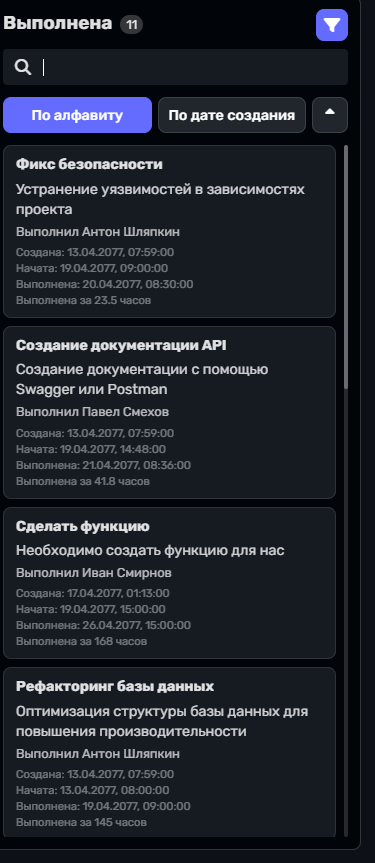 Выполнена 11
По алфавиту
По дате создания
Фикс безопасности
Устранение уязвимостей в зависимостях
проекта
Выполнил Антон Шляпкин
Создана: 13.04.2077, 07:59:00
Начата: 19.04.2077, 09:00:00
Выполнена: 20.04.2077, 08:30:00
Выполнена за 23.5 часов
Создание документации API
Создание документации с помощью
Swagger или Postman
Выполнил Павел Смехов
Создана: 13.04.2077, 07:59:00
Начата: 19.04.2077, 14:48:00
Выполнена: 21.04.2077, 08:36:00
Выполнена за 41.8 часов
Сделать функцию
Необходимо создать функцию для нас
Выполнил Иван Смирнов
Создана: 17.04.2077, 01:13:00
Начата: 19.04.2077, 15:00:00
Выполнена: 26.04.2077, 15:00:00
Выполнена за 168 часов
Рефакторинг базы данных
Оптимизация структуры базы данных для
повышения производительности
Выполнил Антон Шляпкин
Создана: 13.04.2077, 07:59:00
Начата: 13.04.2077, 08:00:00
Выполнена: 19.04.2077, 09:00:00
Выполнена за 145 часов